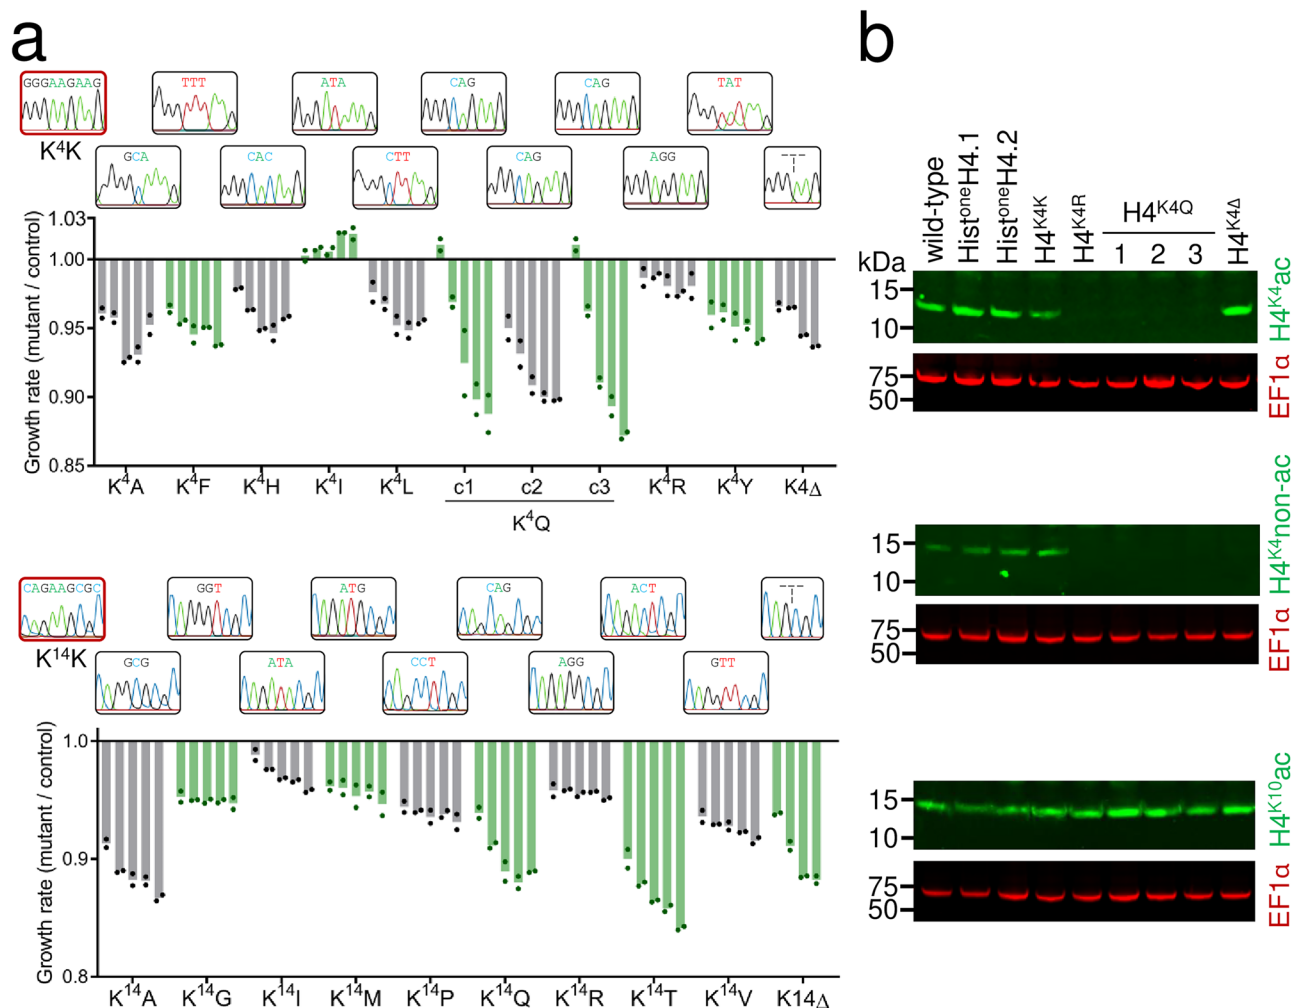 a
GGGAAGAAG
TTT
ATA
CAG
CAG
TAT
K⁴K
GCA
CAC
CTT
CAG
AGG
Growth rate (mutant / control)
1.03
1.00
0.95
0.90
0.85
K⁴A K⁴F K⁴H K⁴I K⁴L c1 c2 c3 K⁴R K⁴Y K4Δ
K⁴Q
CAGAAGCGC
GGT
ATG
CAG
ACT
K¹⁴K
GCG
ATA
CCT
AGG
GTT
Growth rate (mutant / control)
1.0
0.9
0.8
K¹⁴A K¹⁴G K¹⁴I K¹⁴M K¹⁴P K¹⁴Q K¹⁴R K¹⁴T K¹⁴V K14Δ
b
wild-type
HistᵒⁿᵉH4.1
HistᵒⁿᵉH4.2
H4ᴷ⁴ᴷ
H4ᴷ⁴ᴿ
H4ᴷ⁴Q
1 2 3
H4ᴷ⁴Δ
kDa
15
10
H4ᴷ⁴ac
75
50
EF1α
15
10
H4ᴷ⁴non-ac
75
50
EF1α
15
10
H4ᴷ¹⁰ac
75
50
EF1α